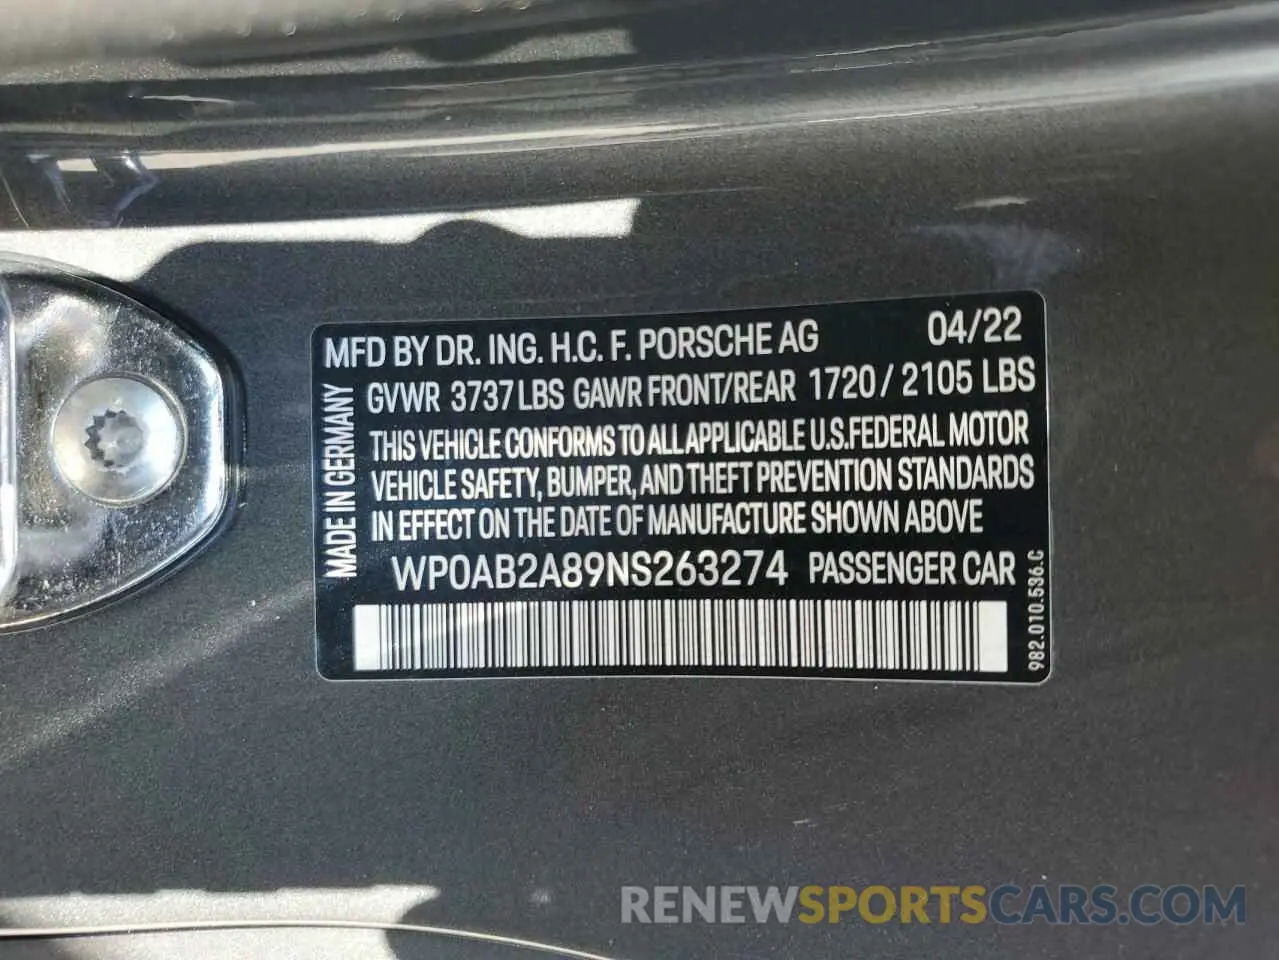 MFD BY DR. ING. H.C. F. PORSCHE AG 04/22
GVWR 3737 LBS GAWR FRONT/REAR 1720 / 2105 LBS
THIS VEHICLE CONFORMS TO ALL APPLICABLE U.S.FEDERAL MOTOR
VEHICLE SAFETY, BUMPER, AND THEFT PREVENTION STANDARDS
IN EFFECT ON THE DATE OF MANUFACTURE SHOWN ABOVE
WP0AB2A89NS263274 PASSENGER CAR
MADE IN GERMANY
982.010.536.C
RENEWSPORTSCARS.COM